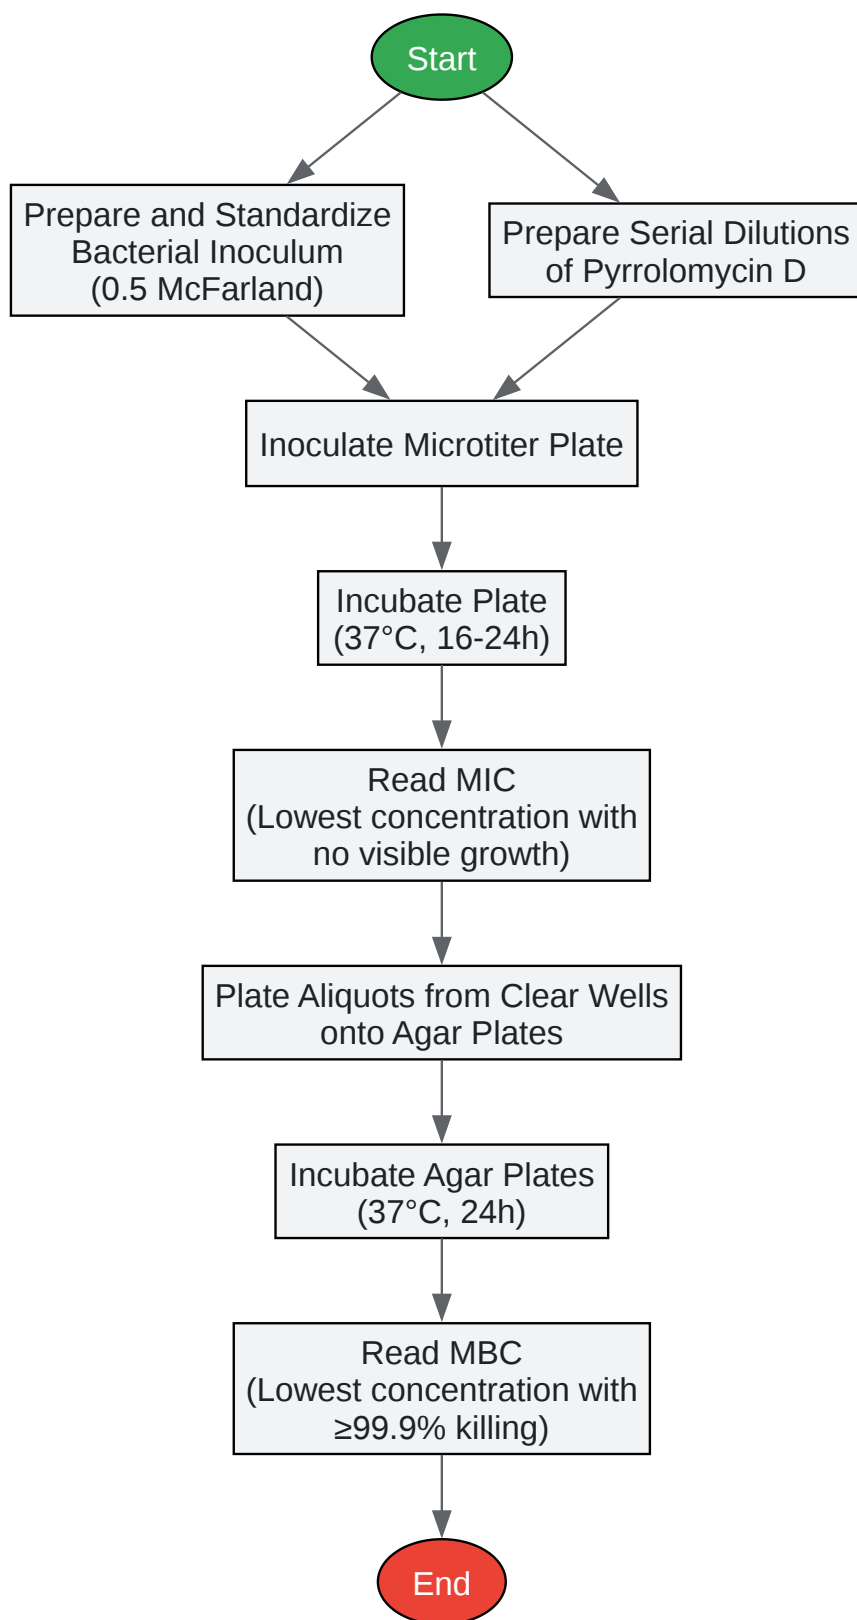 Start
Prepare and Standardize
Bacterial Inoculum
(0.5 McFarland)
Prepare Serial Dilutions
of Pyrrolomycin D
Inoculate Microtiter Plate
Incubate Plate
(37°C, 16-24h)
Read MIC
(Lowest concentration with
no visible growth)
Plate Aliquots from Clear Wells
onto Agar Plates
Incubate Agar Plates
(37°C, 24h)
Read MBC
(Lowest concentration with
≥99.9% killing)
End